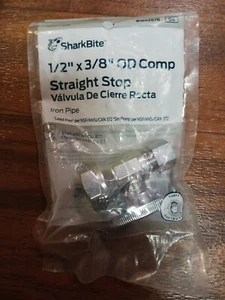 SharkBite
1/2" x 3/8" OD Comp
Straight Stop
Válvula De Cierre Recta
Iron Pipe